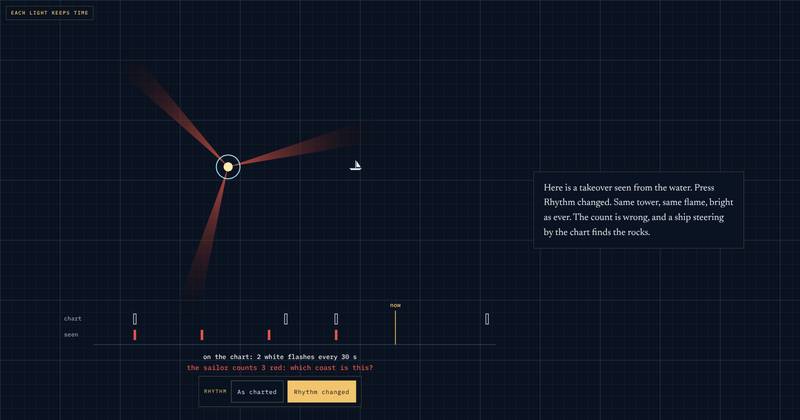 EACH LIGHT KEEPS TIME
Here is a takeover seen from the water. Press
Rhythm changed. Same tower, same flame, bright
as ever. The count is wrong, and a ship steering
by the chart finds the rocks.
now
chart
seen
on the chart: 2 white flashes every 30 s
the sailor counts 3 red: which coast is this?
RHYTHM
As charted
Rhythm changed